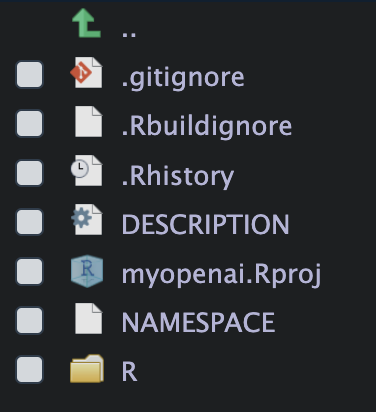 ..
.gitignore
.Rbuildignore
.Rhistory
DESCRIPTION
myopenai.Rproj
NAMESPACE
R